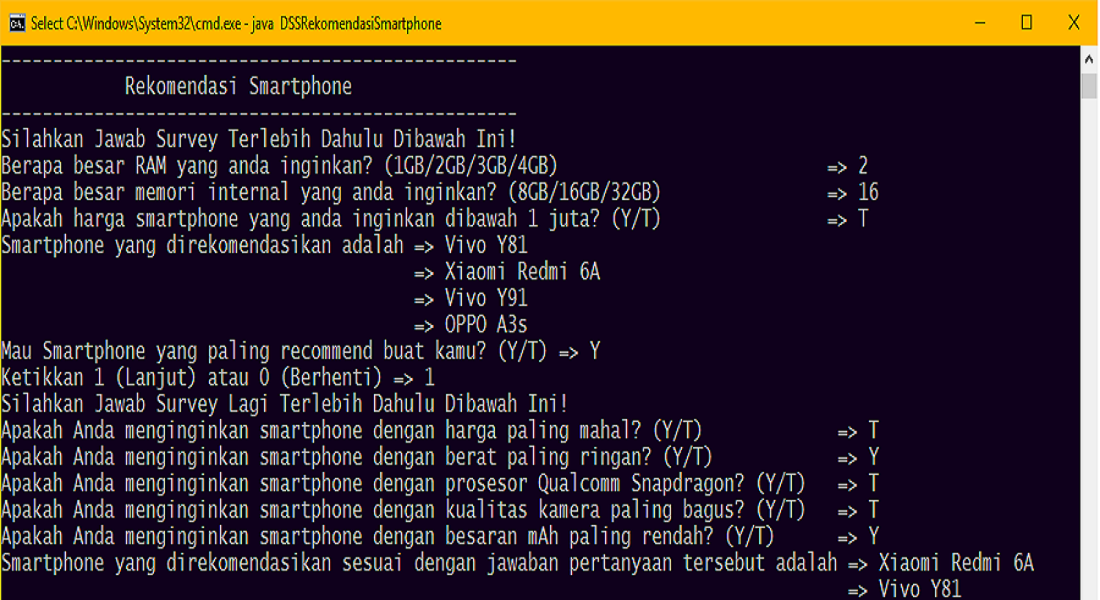 Select C:\Windows\System32\cmd.exe - java DSSRekomendasiSmartphone
--------------------------------------------------
Rekomendasi Smartphone
--------------------------------------------------
Silahkan Jawab Survey Terlebih Dahulu Dibawah Ini!
Berapa besar RAM yang anda inginkan? (1GB/2GB/3GB/4GB) => 2
Berapa besar memori internal yang anda inginkan? (8GB/16GB/32GB) => 16
Apakah harga smartphone yang anda inginkan dibawah 1 juta? (Y/T) => T
Smartphone yang direkomendasikan adalah => Vivo Y81
=> Xiaomi Redmi 6A
=> Vivo Y91
=> OPPO A3s
Mau Smartphone yang paling recommend buat kamu? (Y/T) => Y
Ketikkan 1 (Lanjut) atau 0 (Berhenti) => 1
Silahkan Jawab Survey Lagi Terlebih Dahulu Dibawah Ini!
Apakah Anda menginginkan smartphone dengan harga paling mahal? (Y/T) => T
Apakah Anda menginginkan smartphone dengan berat paling ringan? (Y/T) => Y
Apakah Anda menginginkan smartphone dengan prosesor Qualcomm Snapdragon? (Y/T) => T
Apakah Anda menginginkan smartphone dengan kualitas kamera paling bagus? (Y/T) => T
Apakah Anda menginginkan smartphone dengan besaran mAh paling rendah? (Y/T) => Y
Smartphone yang direkomendasikan sesuai dengan jawaban pertanyaan tersebut adalah => Xiaomi Redmi 6A
=> Vivo Y81